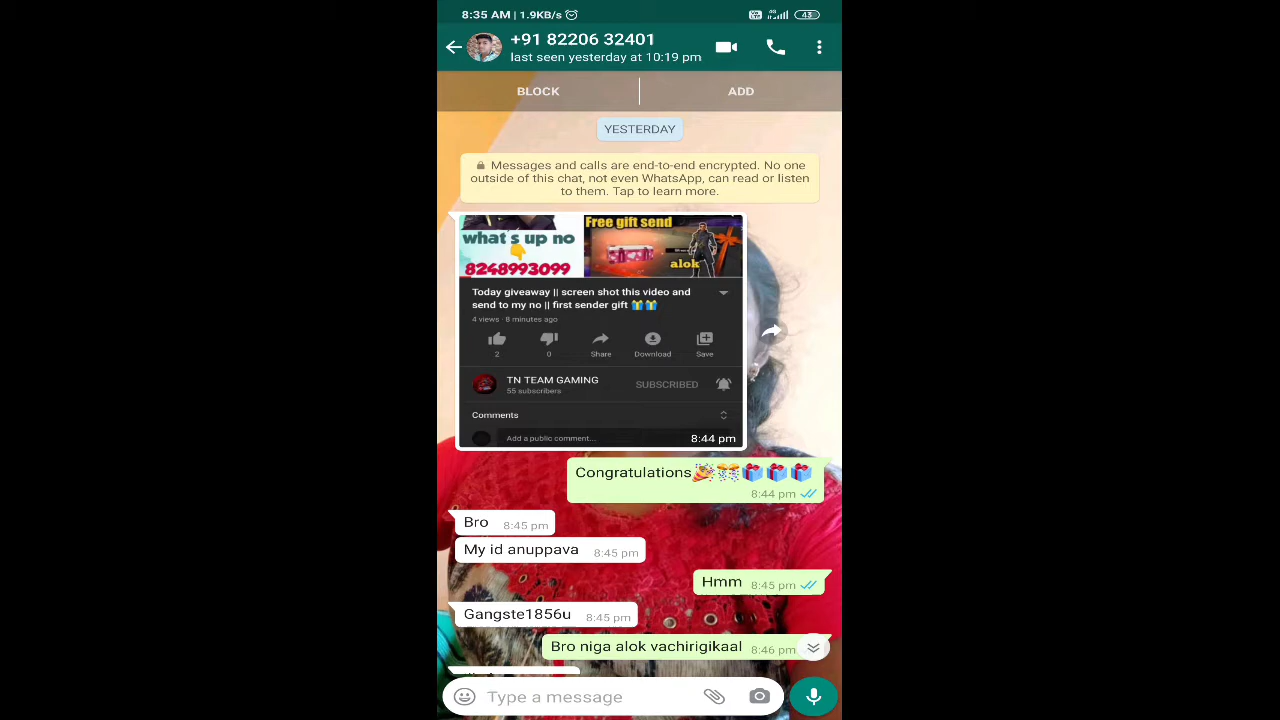 8:35 AM | 1.9KB/s
4G
43
+91 82206 32401
last seen yesterday at 10:19 pm
BLOCK
ADD
YESTERDAY
Messages and calls are end-to-end encrypted. No one
outside of this chat, not even WhatsApp, can read or listen
to them. Tap to learn more.
what's up no
👇
8248993099
Free gift send
alok
Today giveaway || screen shot this video and
send to my no || first sender gift 🎁🎁
4 views · 8 minutes ago
2
0
Share
Download
Save
TN TEAM GAMING
55 subscribers
SUBSCRIBED
Comments
Add a public comment...
8:44 pm
Congratulations🎉🎊🎁🎁🎁
8:44 pm
Bro 8:45 pm
My id anuppava 8:45 pm
Hmm 8:45 pm
Gangste1856u 8:45 pm
Bro niga alok vachirigikaal 8:46 pm
Type a message